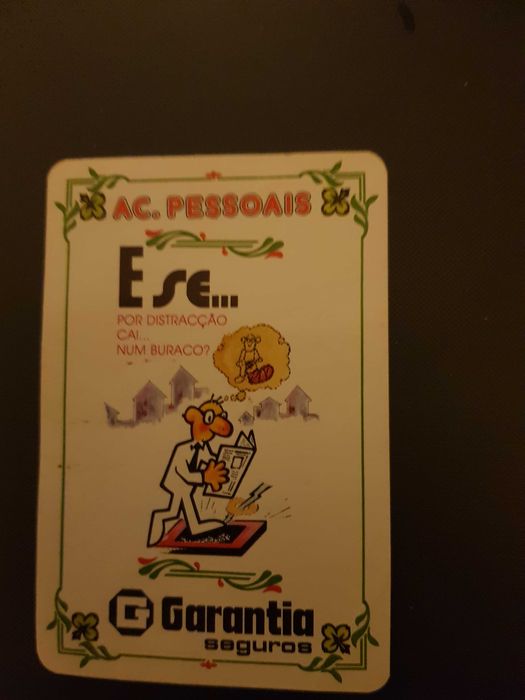 AC. PESSOAIS
E SE...
POR DISTRACÇÃO
CAI...
NUM BURACO?
G Garantia
seguros